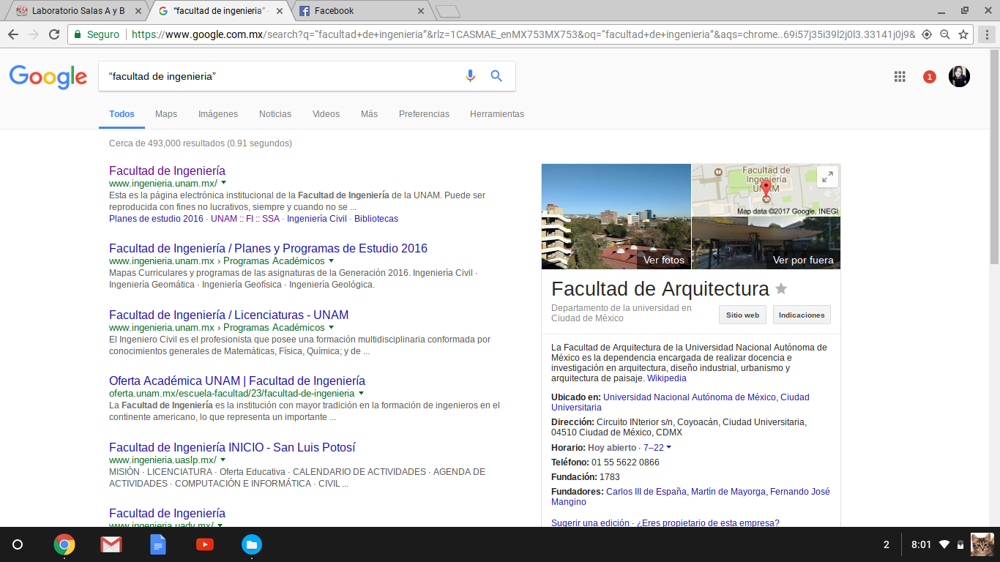 Laboratorio Salas A y B
“facultad de ingenieria” -
Facebook
Seguro
https://www.google.com.mx/search?q=“facultad+de+ingenieria”&rlz=1CASMAE_enMX753MX753&oq=“facultad+de+ingenieria”&aqs=chrome..69i57j35i39l2j0l3.33141j0j9&
Google
“facultad de ingenieria”
1
Todos
Maps
Imágenes
Noticias
Videos
Más
Preferencias
Herramientas
Cerca de 493,000 resultados (0.91 segundos)
Facultad de Ingeniería
www.ingenieria.unam.mx/
Esta es la página electrónica institucional de la Facultad de Ingeniería de la UNAM. Puede ser
reproducida con fines no lucrativos, siempre y cuando no se ...
Planes de estudio 2016 · UNAM :: FI :: SSA · Ingeniería Civil · Bibliotecas
Facultad de Ingeniería / Planes y Programas de Estudio 2016
www.ingenieria.unam.mx › Programas Académicos
Mapas Curriculares y programas de las asignaturas de la Generación 2016. Ingeniería Civil ·
Ingeniería Geomática · Ingeniería Geofísica · Ingeniería Geológica.
Facultad de Ingeniería / Licenciaturas - UNAM
www.ingenieria.unam.mx › Programas Académicos
El Ingeniero Civil es el profesionista que posee una formación multidisciplinaria conformada por
conocimientos generales de Matemáticas, Física, Química; y de ...
Oferta Académica UNAM | Facultad de Ingeniería
oferta.unam.mx/escuela-facultad/23/facultad-de-ingenieria
La Facultad de Ingeniería es la institución con mayor tradición en la formación de ingenieros en el
continente americano, lo que representa un importante ...
Facultad de Ingeniería INICIO - San Luis Potosí
www.ingenieria.uaslp.mx/
MISIÓN · LICENCIATURA · Oferta Educativa · CALENDARIO DE ACTIVIDADES · AGENDA DE
ACTIVIDADES · COMPUTACIÓN E INFORMÁTICA · CIVIL ...
Facultad de Ingeniería
www.ingenieria.uady.mx/
Facultad de
Ingeniería
UNAM
Map data ©2017 Google, INEGI
Ver fotos
Ver por fuera
Facultad de Arquitectura
Departamento de la universidad en
Ciudad de México
Sitio web
Indicaciones
La Facultad de Arquitectura de la Universidad Nacional Autónoma de
México es la dependencia encargada de realizar docencia e
investigación en arquitectura, diseño industrial, urbanismo y
arquitectura de paisaje. Wikipedia
Ubicado en: Universidad Nacional Autónoma de México, Ciudad
Universitaria
Dirección: Circuito INterior s/n, Coyoacán, Ciudad Universitaria,
04510 Ciudad de México, CDMX
Horario: Hoy abierto · 7–22
Teléfono: 01 55 5622 0866
Fundación: 1783
Fundadores: Carlos III de España, Martín de Mayorga, Fernando José
Mangino
Sugerir una edición · ¿Eres propietario de esta empresa?
2
8:01